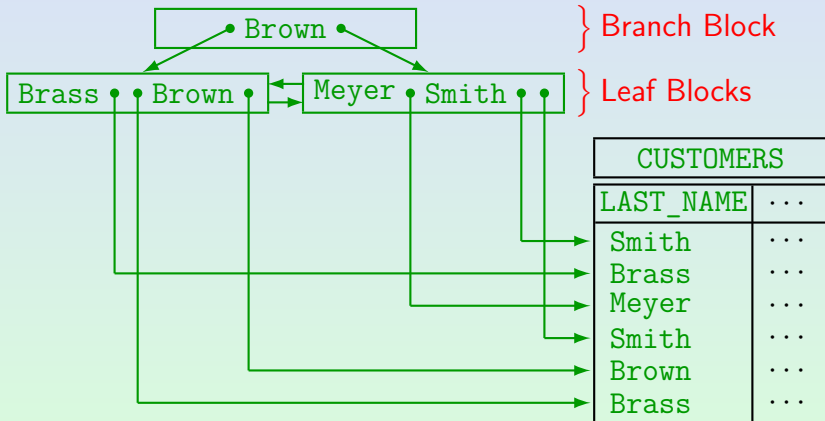 Brown
Branch Block
Brass Brown
Meyer Smith
Leaf Blocks
CUSTOMERS
LAST_NAME ···
Smith ···
Brass ···
Meyer ···
Smith ···
Brown ···
Brass ···